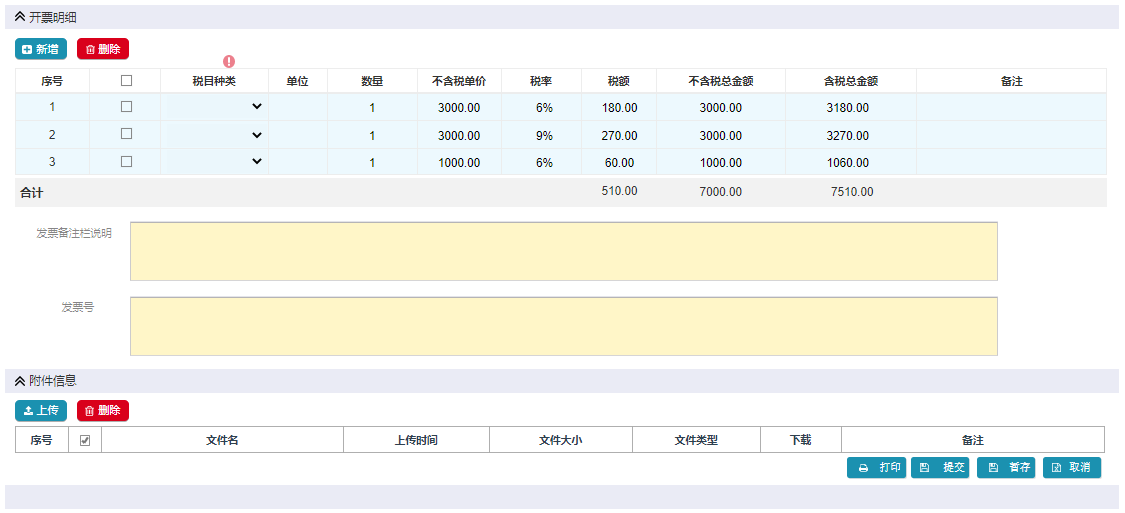 开票明细
新增 删除
序号 税目种类 单位 数量 不含税单价 税率 税额 不含税总金额 含税总金额 备注
1 1 3000.00 6% 180.00 3000.00 3180.00
2 1 3000.00 9% 270.00 3000.00 3270.00
3 1 1000.00 6% 60.00 1000.00 1060.00
合计 510.00 7000.00 7510.00
发票备注栏说明
发票号
附件信息
上传 删除
序号 文件名 上传时间 文件大小 文件类型 下载 备注
打印 提交 暂存 取消